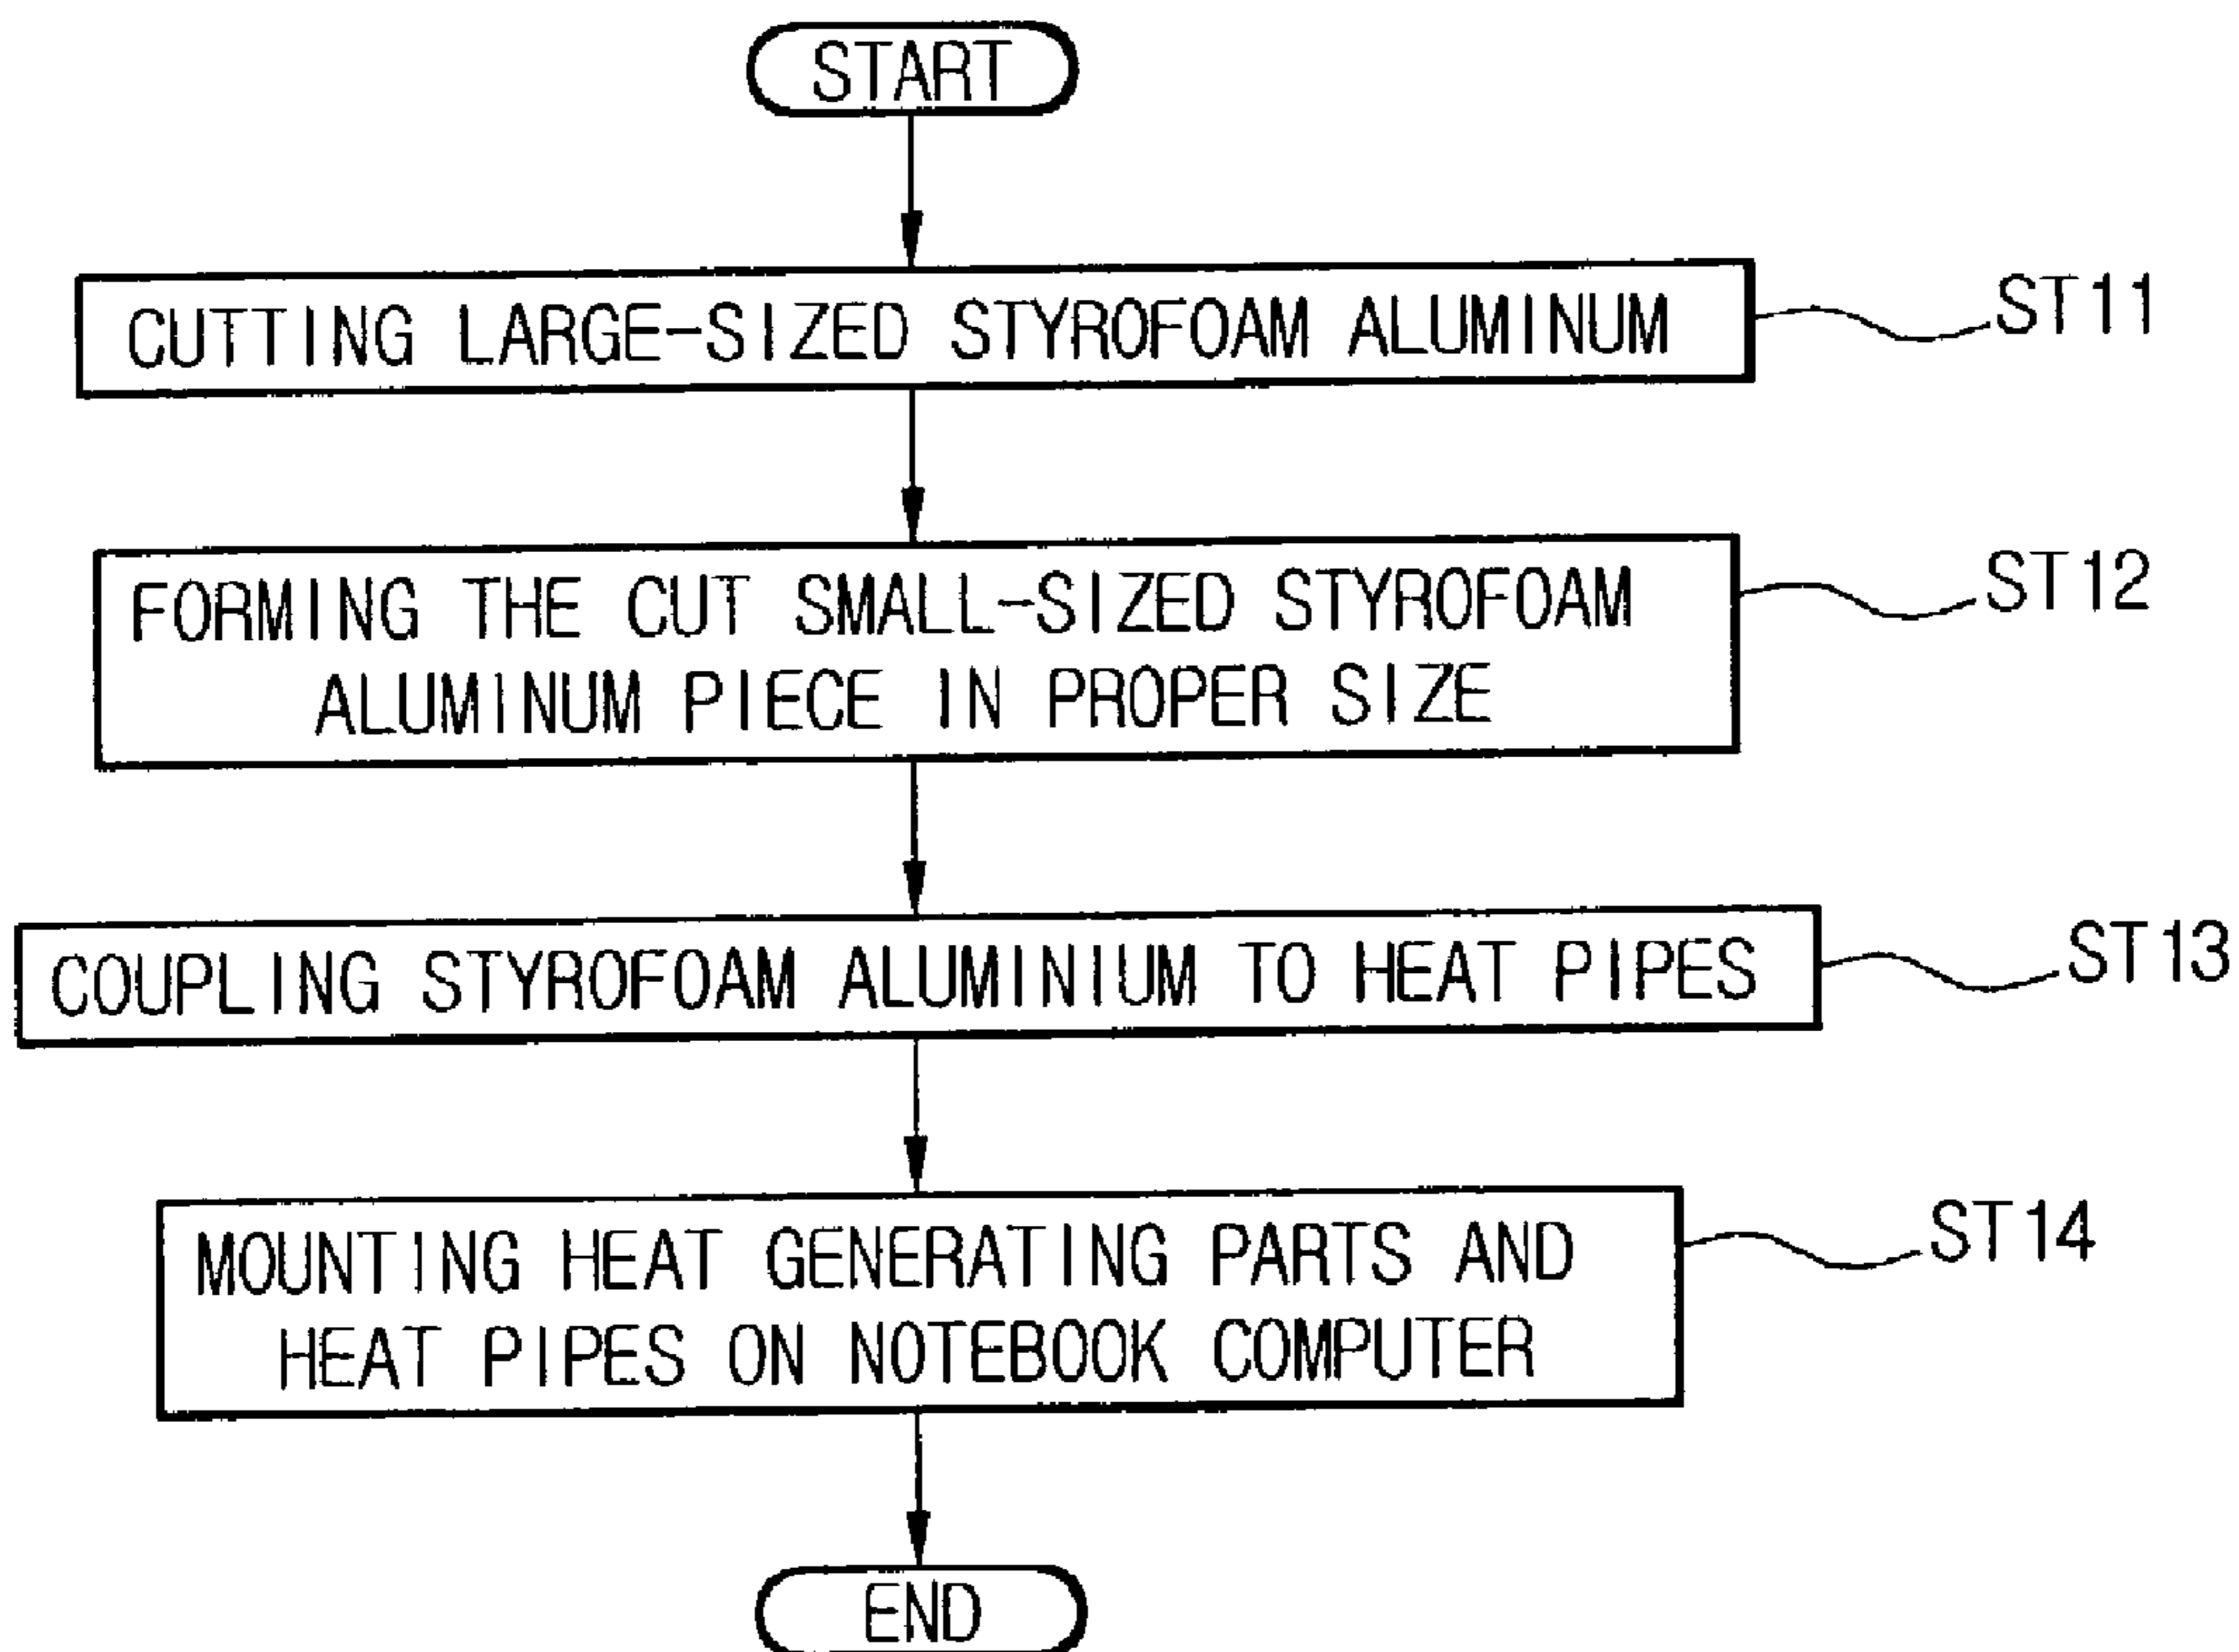 START
CUTTING LARGE-SIZED STYROFOAM ALUMINUM
ST11
FORMING THE CUT SMALL-SIZED STYROFOAM
ALUMINUM PIECE IN PROPER SIZE
ST12
COUPLING STYROFOAM ALUMINIUM TO HEAT PIPES
ST13
MOUNTING HEAT GENERATING PARTS AND
HEAT PIPES ON NOTEBOOK COMPUTER
ST14
END